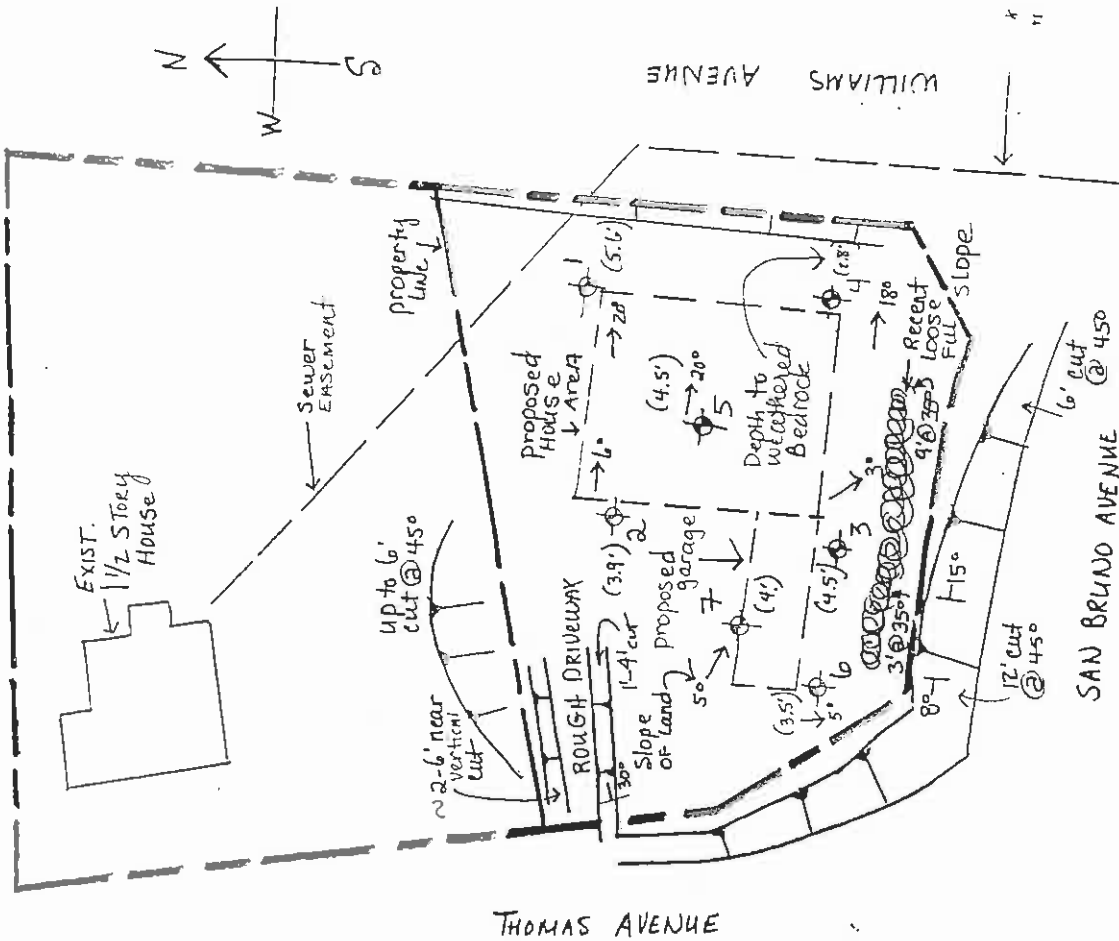 N
W
S
WILLIAMS AVENUE
property
LINE
Sewer
EASEMENT
EXIST.
1 1/2 STORY
HOUSE
1
(5.6')
20°
Proposed
House
Area
6°
(4.5')
20°
5
Depth to
weathered
Bedrock
4
18°
SLOPE
Recent
Loose
Fill
9' @ 35°
6' cut
@ 45°
up to 6'
cut @ 45°
2
(3.9')
proposed
garage
3°
3
(4.5')
7
(4')
~2-6' near
vertical
cut
ROUGH DRIVEWAY
1-4' cut
Slope
OF Land
5°
30°
(3.5')
6
5°
3' @ 35°
15°
8°
12' cut
@ 45°
SAN BRUNO AVENUE
THOMAS AVENUE